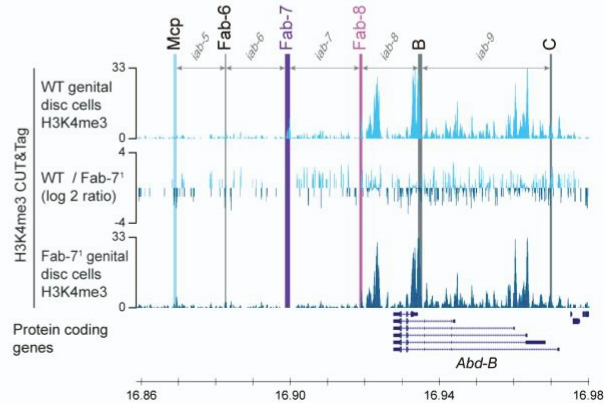 Mcp
Fab-6
Fab-7
Fab-8
B
C
iab-5
iab-6
iab-7
iab-8
iab-9
H3K4me3 CUT&Tag
33
WT genital
disc cells
H3K4me3
0
4
WT / Fab-7¹
(log 2 ratio)
-4
33
Fab-7¹ genital
disc cells
H3K4me3
0
Protein coding
genes
Abd-B
16.86
16.90
16.94
16.98